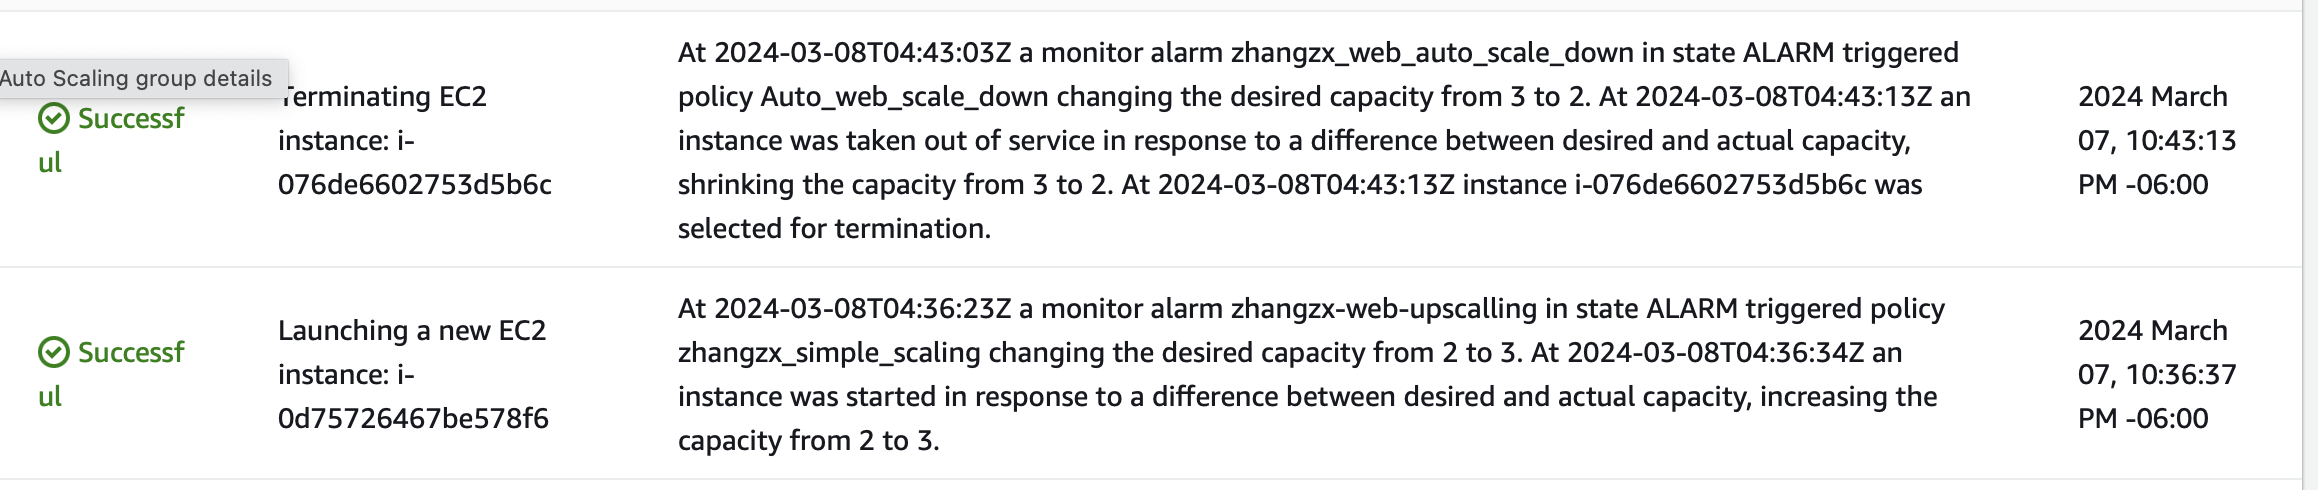 Auto Scaling group details
Successf
ul
Terminating EC2
instance: i-
076de6602753d5b6c
At 2024-03-08T04:43:03Z a monitor alarm zhangzx_web_auto_scale_down in state ALARM triggered
policy Auto_web_scale_down changing the desired capacity from 3 to 2. At 2024-03-08T04:43:13Z an
instance was taken out of service in response to a difference between desired and actual capacity,
shrinking the capacity from 3 to 2. At 2024-03-08T04:43:13Z instance i-076de6602753d5b6c was
selected for termination.
2024 March
07, 10:43:13
PM -06:00
Successf
ul
Launching a new EC2
instance: i-
0d75726467be578f6
At 2024-03-08T04:36:23Z a monitor alarm zhangzx-web-upscalling in state ALARM triggered policy
zhangzx_simple_scaling changing the desired capacity from 2 to 3. At 2024-03-08T04:36:34Z an
instance was started in response to a difference between desired and actual capacity, increasing the
capacity from 2 to 3.
2024 March
07, 10:36:37
PM -06:00